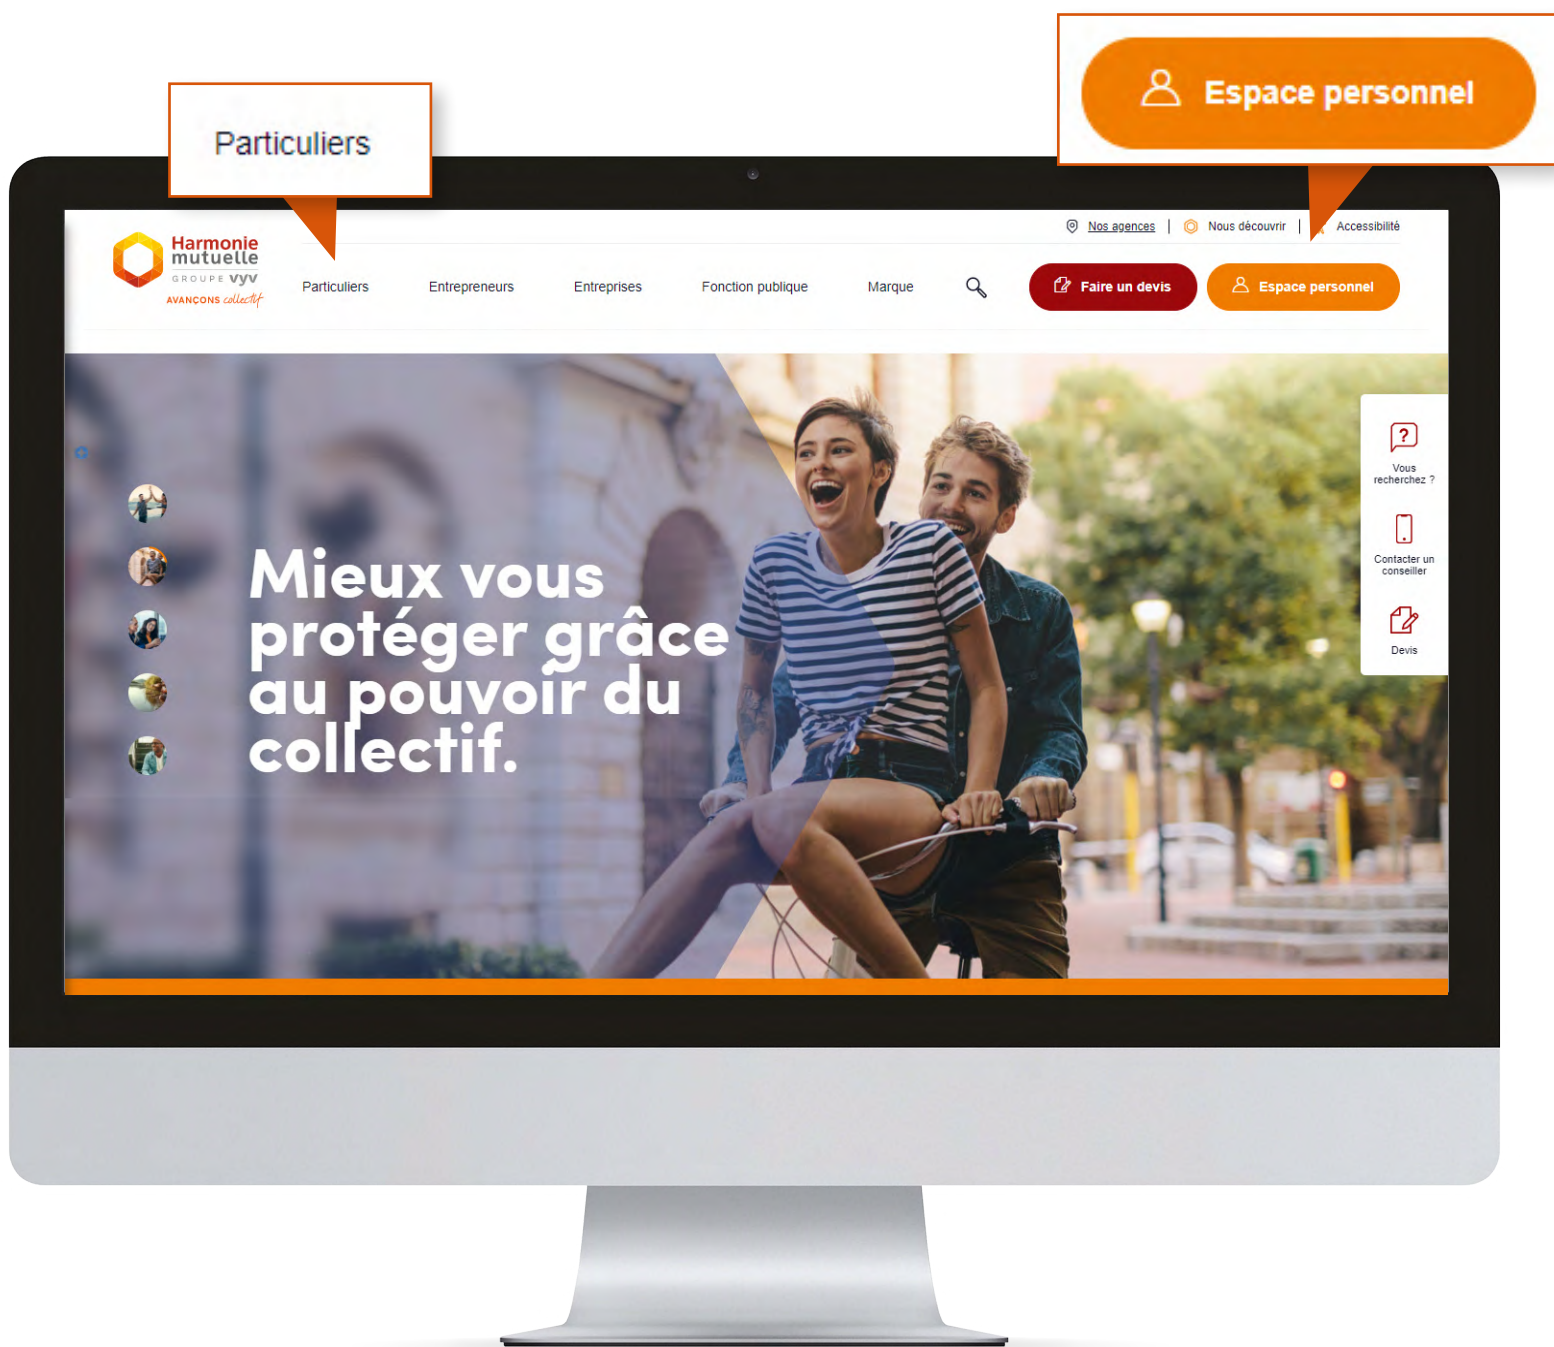 Espace personnel
Particuliers
Nos agences | Nous découvrir | Accessibilité
Harmonie
mutuelle
GROUPE vyv
AVANÇONS collectif
Particuliers Entrepreneurs Entreprises Fonction publique Marque Faire un devis Espace personnel
Vous
recherchez ?
Contacter un
conseiller
Devis
Mieux vous
protéger grâce
au pouvoir du
collectif.